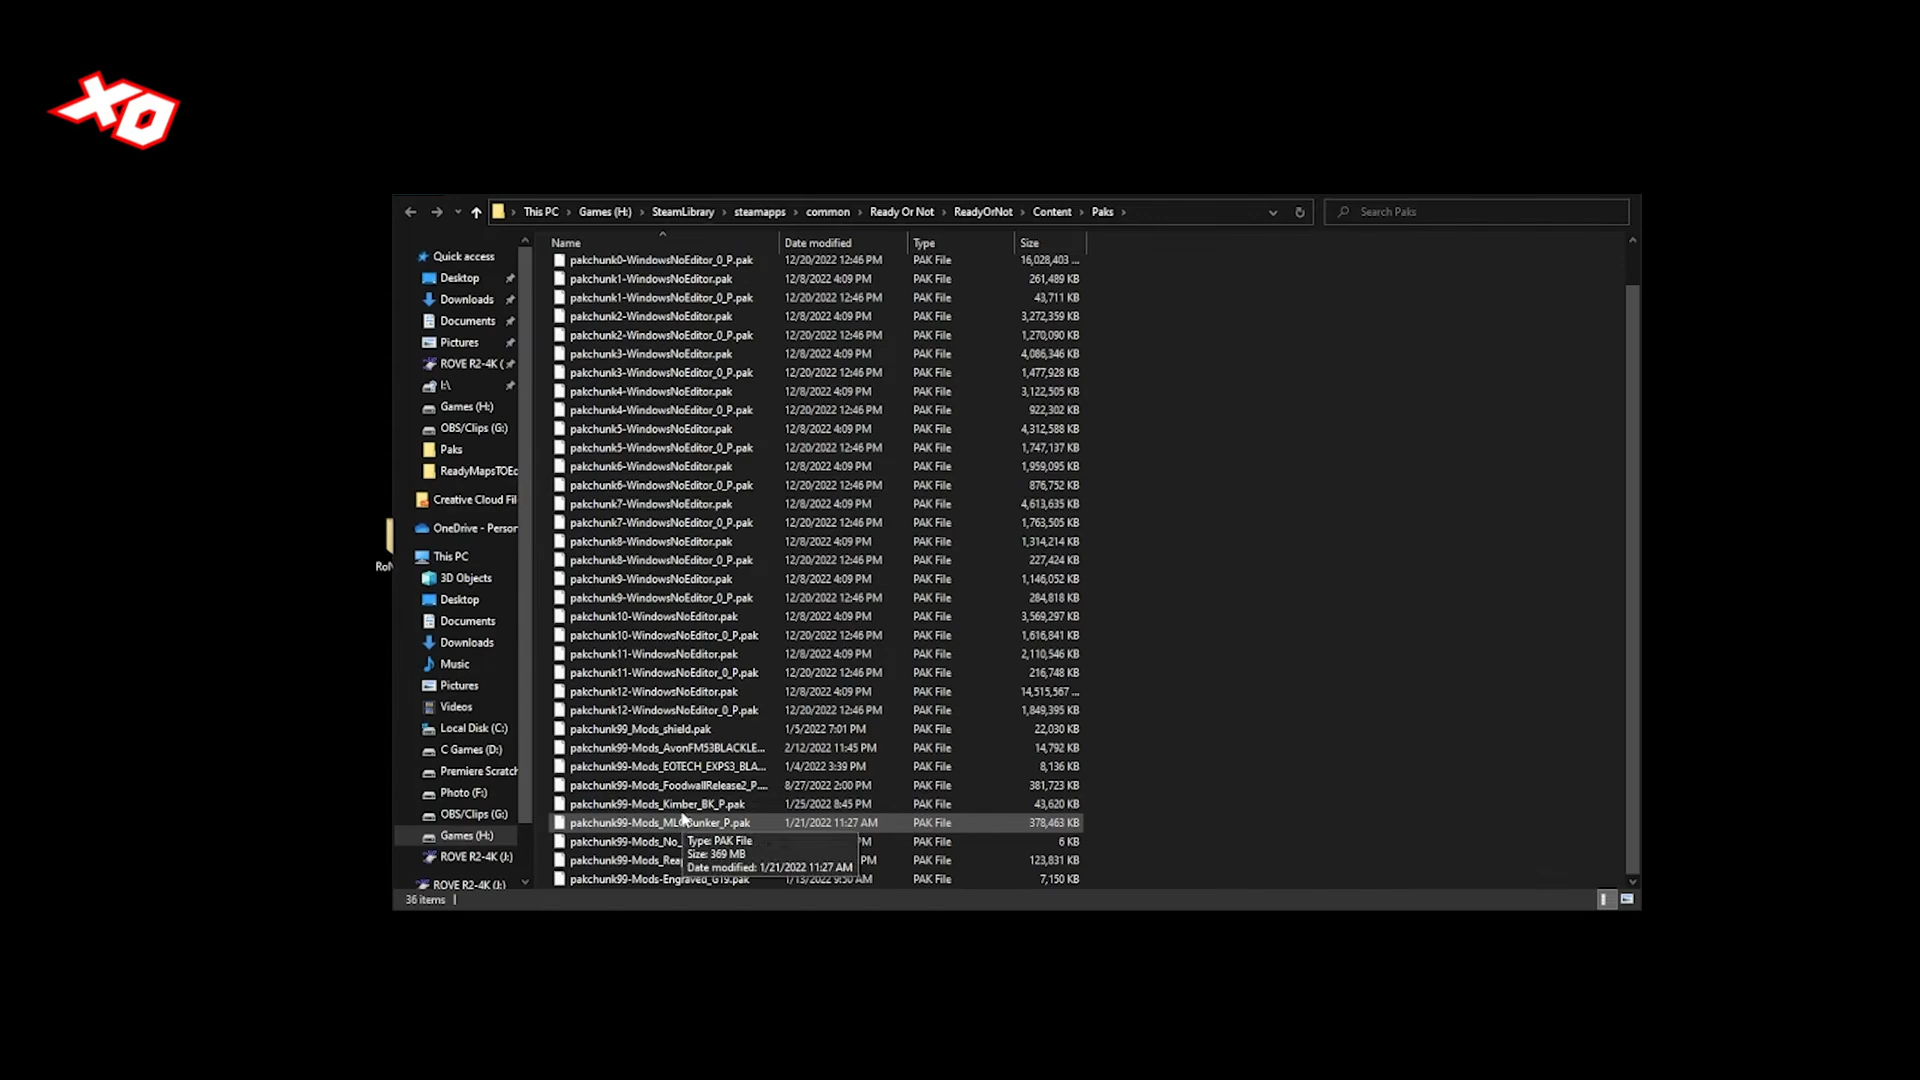 XO
This PC > Games (H:) > SteamLibrary > steamapps > common > Ready Or Not > ReadyOrNot > Content > Paks >
Search Paks
Quick access
Desktop
Downloads
Documents
Pictures
ROVE R2-4K (
I:\
Games (H:)
OBS/Clips (G:)
Paks
ReadyMapsTOEd
Creative Cloud Fil
OneDrive - Person
This PC
3D Objects
Desktop
Documents
Downloads
Music
Pictures
Videos
Local Disk (C:)
C Games (D:)
Premiere Scratch
Photo (F:)
OBS/Clips (G:)
Games (H:)
ROVE R2-4K (J:)
ROVE R2-4K (J:)
Name Date modified Type Size
pakchunk0-WindowsNoEditor_0_P.pak 12/20/2022 12:46 PM PAK File 16,028,403 ...
pakchunk1-WindowsNoEditor.pak 12/8/2022 4:09 PM PAK File 261,489 KB
pakchunk1-WindowsNoEditor_0_P.pak 12/20/2022 12:46 PM PAK File 43,711 KB
pakchunk2-WindowsNoEditor.pak 12/8/2022 4:09 PM PAK File 3,272,359 KB
pakchunk2-WindowsNoEditor_0_P.pak 12/20/2022 12:46 PM PAK File 1,270,090 KB
pakchunk3-WindowsNoEditor.pak 12/8/2022 4:09 PM PAK File 4,086,346 KB
pakchunk3-WindowsNoEditor_0_P.pak 12/20/2022 12:46 PM PAK File 1,477,928 KB
pakchunk4-WindowsNoEditor.pak 12/8/2022 4:09 PM PAK File 3,122,505 KB
pakchunk4-WindowsNoEditor_0_P.pak 12/20/2022 12:46 PM PAK File 922,302 KB
pakchunk5-WindowsNoEditor.pak 12/8/2022 4:09 PM PAK File 4,312,588 KB
pakchunk5-WindowsNoEditor_0_P.pak 12/20/2022 12:46 PM PAK File 1,747,137 KB
pakchunk6-WindowsNoEditor.pak 12/8/2022 4:09 PM PAK File 1,959,095 KB
pakchunk6-WindowsNoEditor_0_P.pak 12/20/2022 12:46 PM PAK File 876,752 KB
pakchunk7-WindowsNoEditor.pak 12/8/2022 4:09 PM PAK File 4,613,635 KB
pakchunk7-WindowsNoEditor_0_P.pak 12/20/2022 12:46 PM PAK File 1,763,505 KB
pakchunk8-WindowsNoEditor.pak 12/8/2022 4:09 PM PAK File 1,314,214 KB
pakchunk8-WindowsNoEditor_0_P.pak 12/20/2022 12:46 PM PAK File 227,424 KB
pakchunk9-WindowsNoEditor.pak 12/8/2022 4:09 PM PAK File 1,146,052 KB
pakchunk9-WindowsNoEditor_0_P.pak 12/20/2022 12:46 PM PAK File 284,818 KB
pakchunk10-WindowsNoEditor.pak 12/8/2022 4:09 PM PAK File 3,569,297 KB
pakchunk10-WindowsNoEditor_0_P.pak 12/20/2022 12:46 PM PAK File 1,616,841 KB
pakchunk11-WindowsNoEditor.pak 12/8/2022 4:09 PM PAK File 2,110,546 KB
pakchunk11-WindowsNoEditor_0_P.pak 12/20/2022 12:46 PM PAK File 216,748 KB
pakchunk12-WindowsNoEditor.pak 12/8/2022 4:09 PM PAK File 14,515,567 ...
pakchunk12-WindowsNoEditor_0_P.pak 12/20/2022 12:46 PM PAK File 1,849,395 KB
pakchunk99_Mods_shield.pak 1/5/2022 7:01 PM PAK File 22,030 KB
pakchunk99-Mods_AvonFM53BLACKLE... 2/12/2022 11:45 PM PAK File 14,792 KB
pakchunk99-Mods_EOTECH_EXPS3_BLA... 1/4/2022 3:39 PM PAK File 8,136 KB
pakchunk99-Mods_FoodwallRelease2_P.... 8/27/2022 2:00 PM PAK File 381,723 KB
pakchunk99-Mods_Kimber_BK_P.pak 1/25/2022 8:45 PM PAK File 43,620 KB
1/21/2022 11:27 AM PAK File 378,463 KB
pakchunk99-Mods_No_ PM PAK File 6 KB
pakchunk99-Mods_Rea PM PAK File 123,831 KB
pakchunk99-Mods-Engraved_G19.pak 1/13/2022 9:50 AM PAK File 7,150 KB
Type: PAK File
Size: 369 MB
Date modified: 1/21/2022 11:27 AM
36 items